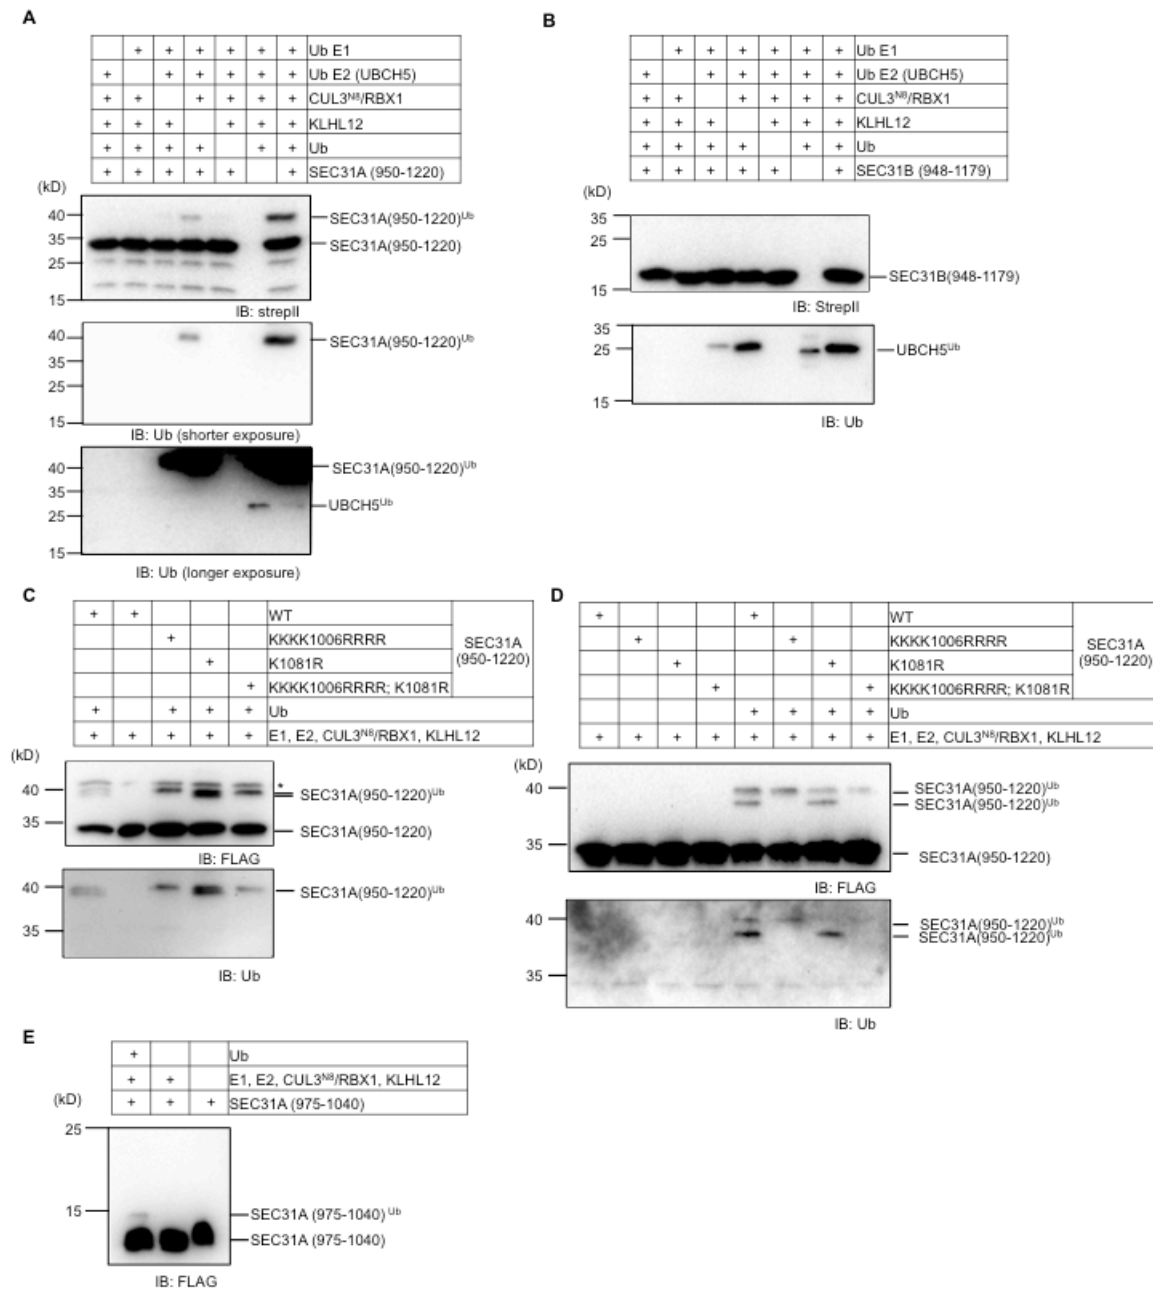 A
+ + + + + + Ub E1
+ + + + + + Ub E2 (UBCH5)
+ + + + + + CUL3ᴺ⁸/RBX1
+ + + + + + KLHL12
+ + + + + + Ub
+ + + + + + SEC31A (950-1220)
(kD)
40 SEC31A(950-1220)ᵁᵇ
35 SEC31A(950-1220)
25
15
IB: strepII
40 SEC31A(950-1220)ᵁᵇ
35
25
15
IB: Ub (shorter exposure)
40 SEC31A(950-1220)ᵁᵇ
35
25 UBCH5ᵁᵇ
15
IB: Ub (longer exposure)
B
+ + + + + + Ub E1
+ + + + + + Ub E2 (UBCH5)
+ + + + + + CUL3ᴺ⁸/RBX1
+ + + + + + KLHL12
+ + + + + + Ub
+ + + + + + SEC31B (948-1179)
(kD)
35
25
SEC31B(948-1179)
15
IB: StrepII
35
25 UBCH5ᵁᵇ
15
IB: Ub
C
+ + WT
+ KKKK1006RRRR
+ K1081R
+ KKKK1006RRRR; K1081R
SEC31A
(950-1220)
+ + + + Ub
+ + + + + E1, E2, CUL3ᴺ⁸/RBX1, KLHL12
(kD)
*
40 SEC31A(950-1220)ᵁᵇ
35 SEC31A(950-1220)
IB: FLAG
40 SEC31A(950-1220)ᵁᵇ
35
IB: Ub
D
+ + WT
+ + KKKK1006RRRR
+ + K1081R
+ + KKKK1006RRRR; K1081R
SEC31A
(950-1220)
+ + + + Ub
+ + + + + + + + E1, E2, CUL3ᴺ⁸/RBX1, KLHL12
(kD)
40 SEC31A(950-1220)ᵁᵇ
SEC31A(950-1220)ᵁᵇ
35
SEC31A(950-1220)
IB: FLAG
40 SEC31A(950-1220)ᵁᵇ
SEC31A(950-1220)ᵁᵇ
35
IB: Ub
E
+ Ub
+ + E1, E2, CUL3ᴺ⁸/RBX1, KLHL12
+ + + SEC31A (975-1040)
(kD)
25
15 SEC31A (975-1040) ᵁᵇ
SEC31A (975-1040)
IB: FLAG